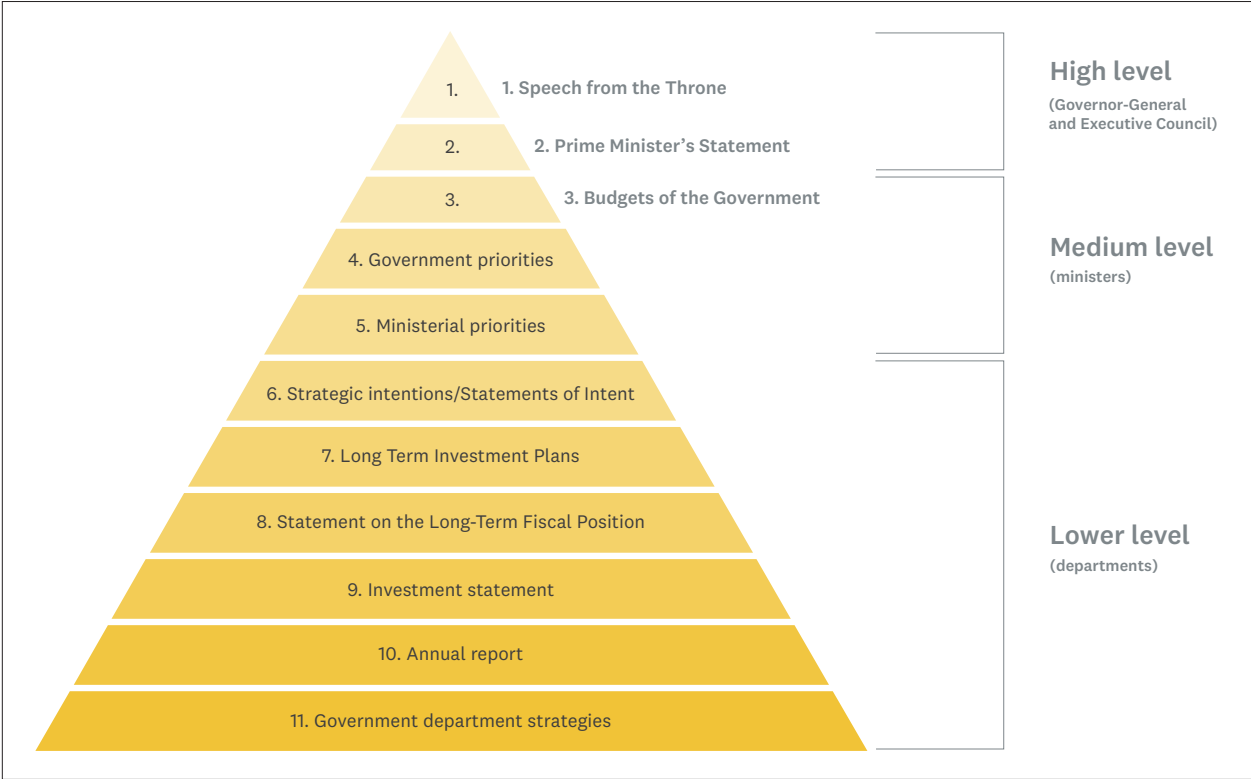 1.
1. Speech from the Throne
2.
2. Prime Minister's Statement
3.
3. Budgets of the Government
4. Government priorities
5. Ministerial priorities
6. Strategic intentions/Statements of Intent
7. Long Term Investment Plans
8. Statement on the Long-Term Fiscal Position
9. Investment statement
10. Annual report
11. Government department strategies
High level
(Governor-General
and Executive Council)
Medium level
(ministers)
Lower level
(departments)